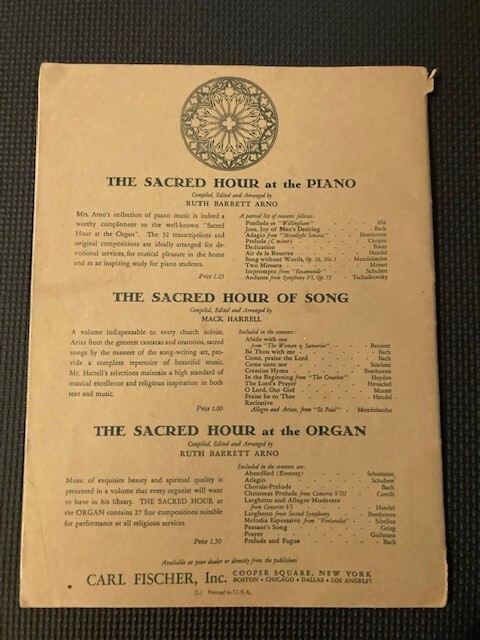 THE SACRED HOUR at the PIANO
Compiled, Edited and Arranged by
RUTH BARRETT ARNO
Mrs. Arno's collection of piano music is indeed a
worthy complement to the well-known "Sacred
Hour at the Organ". The 32 transcriptions and
original compositions are ideally arranged for de-
votional services, for musical pleasure in the home
and as an inspiring study for piano students.
Price 1.25
A partial list of contents follows:
Postlude on "Willingham" Abt
Jesu, Joy of Man's Desiring Bach
Adagio from "Moonlight Sonata" Beethoven
Prelude (C minor) Chopin
Dedication Franz
Air de la Bourree Handel
Song without Words, Op. 19, No. 1 Mendelssohn
Two Minuets Mozart
Impromptu from "Rosamunde" Schubert
Andante from Symphony VI, Op. 75 Tschaikowsky
THE SACRED HOUR OF SONG
Compiled, Edited and Arranged by
MACK HARRELL
A volume indispensable to every church soloist.
Arias from the greatest cantatas and oratorios, sacred
songs by the masters of the song-writing art, pro-
vide a complete repertoire of beautiful music.
Mr. Harrell's selections maintain a high standard of
musical excellence and religious inspiration in both
text and music.
Price 1.00
Included in the contents:
Abide with me
from "The Woman of Samaria" Bennett
Be Thou with me Bach
Come, praise the Lord Bach
Come unto me Scarlatti
Creation Hymn Beethoven
In the Beginning from "The Creation" Hayden
The Lord's Prayer Henschel
O Lord, Our God Mozart
Praise be to Thee Handel
Recitative
Allegro and Arioso, from "St. Paul" Mendelssohn
THE SACRED HOUR at the ORGAN
Compiled, Edited and Arranged by
RUTH BARRETT ARNO
Music of exquisite beauty and spiritual quality is
presented in a volume that every organist will want
to have in his library. THE SACRED HOUR at
the ORGAN contains 27 fine compositions suitable
for performance at all religious services.
Price 1.50
Included in the contents are:
Abendlied (Evening) Schumann
Adagio Schubert
Chorale-Prelude Bach
Christmas Prelude from Concerto VIII Corelli
Larghetto and Allegro Moderato
from Concerto VI Handel
Larghetto from Second Symphony Beethoven
Melodia Expressivo from "Finlandia" Sibelius
Peasant's Song Grieg
Prayer Guilmant
Prelude and Fugue Bach
Available at your dealer or directly from the publishers
CARL FISCHER, Inc. COOPER SQUARE, NEW YORK
BOSTON • CHICAGO • DALLAS • LOS ANGELES
(L) Printed in U. S. A.